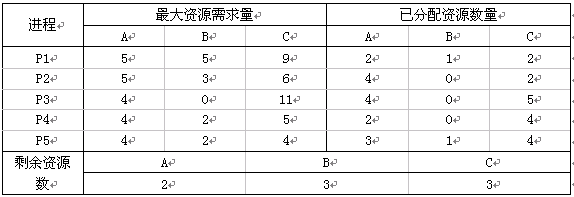 进程 最大资源需求量 已分配资源数量
A B C A B C
P1 5 5 9 2 1 2
P2 5 3 6 4 0 2
P3 4 0 11 4 0 5
P4 4 2 5 2 0 4
P5 4 2 4 3 1 4
剩余资源数 A B C
2 3 3